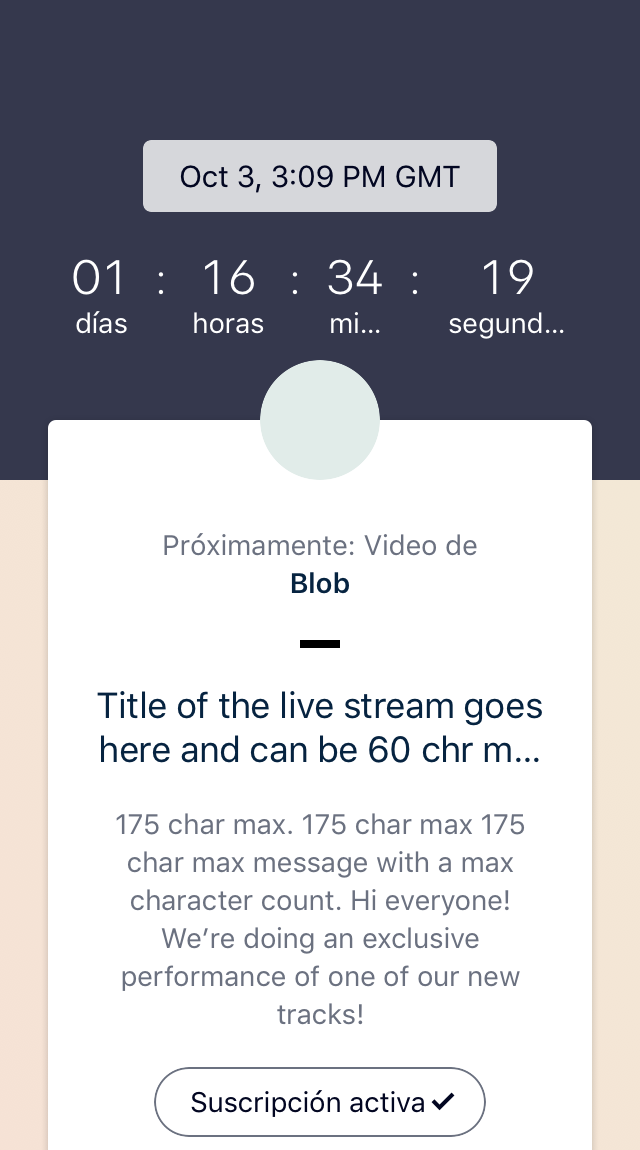 Oct 3, 3:09 PM GMT
01 : 16 : 34 : 19
días horas mi... segund...
Próximamente: Video de
Blob
Title of the live stream goes
here and can be 60 chr m...
175 char max. 175 char max 175
char max message with a max
character count. Hi everyone!
We’re doing an exclusive
performance of one of our new
tracks!
Suscripción activa ✔